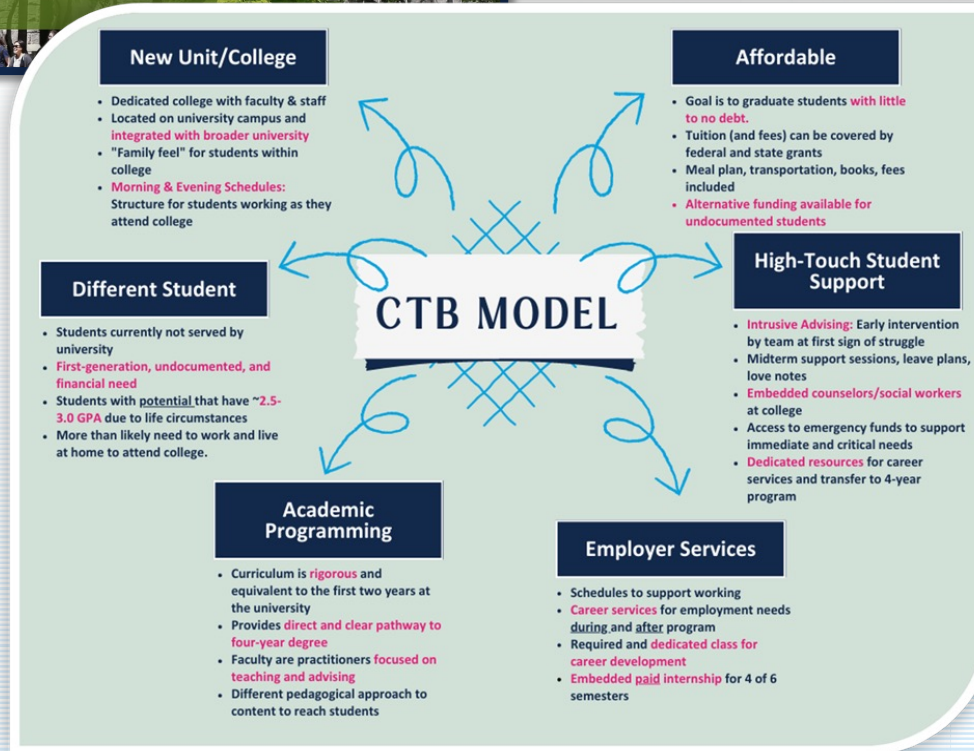 New Unit/College
• Dedicated college with faculty & staff
• Located on university campus and
integrated with broader university
• "Family feel" for students within
college
• Morning & Evening Schedules:
Structure for students working as they
attend college
Affordable
• Goal is to graduate students with little
to no debt.
• Tuition (and fees) can be covered by
federal and state grants
• Meal plan, transportation, books, fees
included
• Alternative funding available for
undocumented students
CTB MODEL
Different Student
• Students currently not served by
university
• First-generation, undocumented, and
financial need
• Students with potential that have ~2.5-
3.0 GPA due to life circumstances
• More than likely need to work and live
at home to attend college.
High-Touch Student
Support
• Intrusive Advising: Early intervention
by team at first sign of struggle
• Midterm support sessions, leave plans,
love notes
• Embedded counselors/social workers
at college
• Access to emergency funds to support
immediate and critical needs
• Dedicated resources for career
services and transfer to 4-year
program
Academic
Programming
• Curriculum is rigorous and
equivalent to the first two years at
the university
• Provides direct and clear pathway to
four-year degree
• Faculty are practitioners focused on
teaching and advising
• Different pedagogical approach to
content to reach students
Employer Services
• Schedules to support working
• Career services for employment needs
during and after program
• Required and dedicated class for
career development
• Embedded paid internship for 4 of 6
semesters